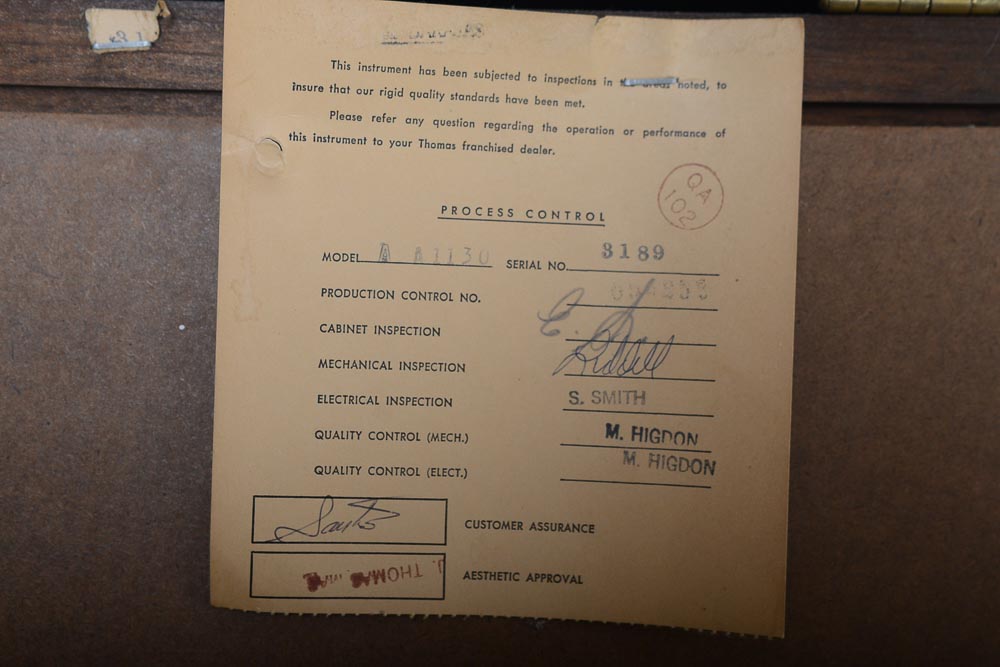 This instrument has been subjected to inspections in the areas noted, to
insure that our rigid quality standards have been met.
Please refer any question regarding the operation or performance of
this instrument to your Thomas franchised dealer.
QA
102
PROCESS CONTROL
MODEL A A1130 SERIAL NO. 3189
PRODUCTION CONTROL NO.
CABINET INSPECTION E.
MECHANICAL INSPECTION
ELECTRICAL INSPECTION S. SMITH
QUALITY CONTROL (MECH.) M. HIGDON
QUALITY CONTROL (ELECT.) M. HIGDON
CUSTOMER ASSURANCE
J. THOMAS AESTHETIC APPROVAL